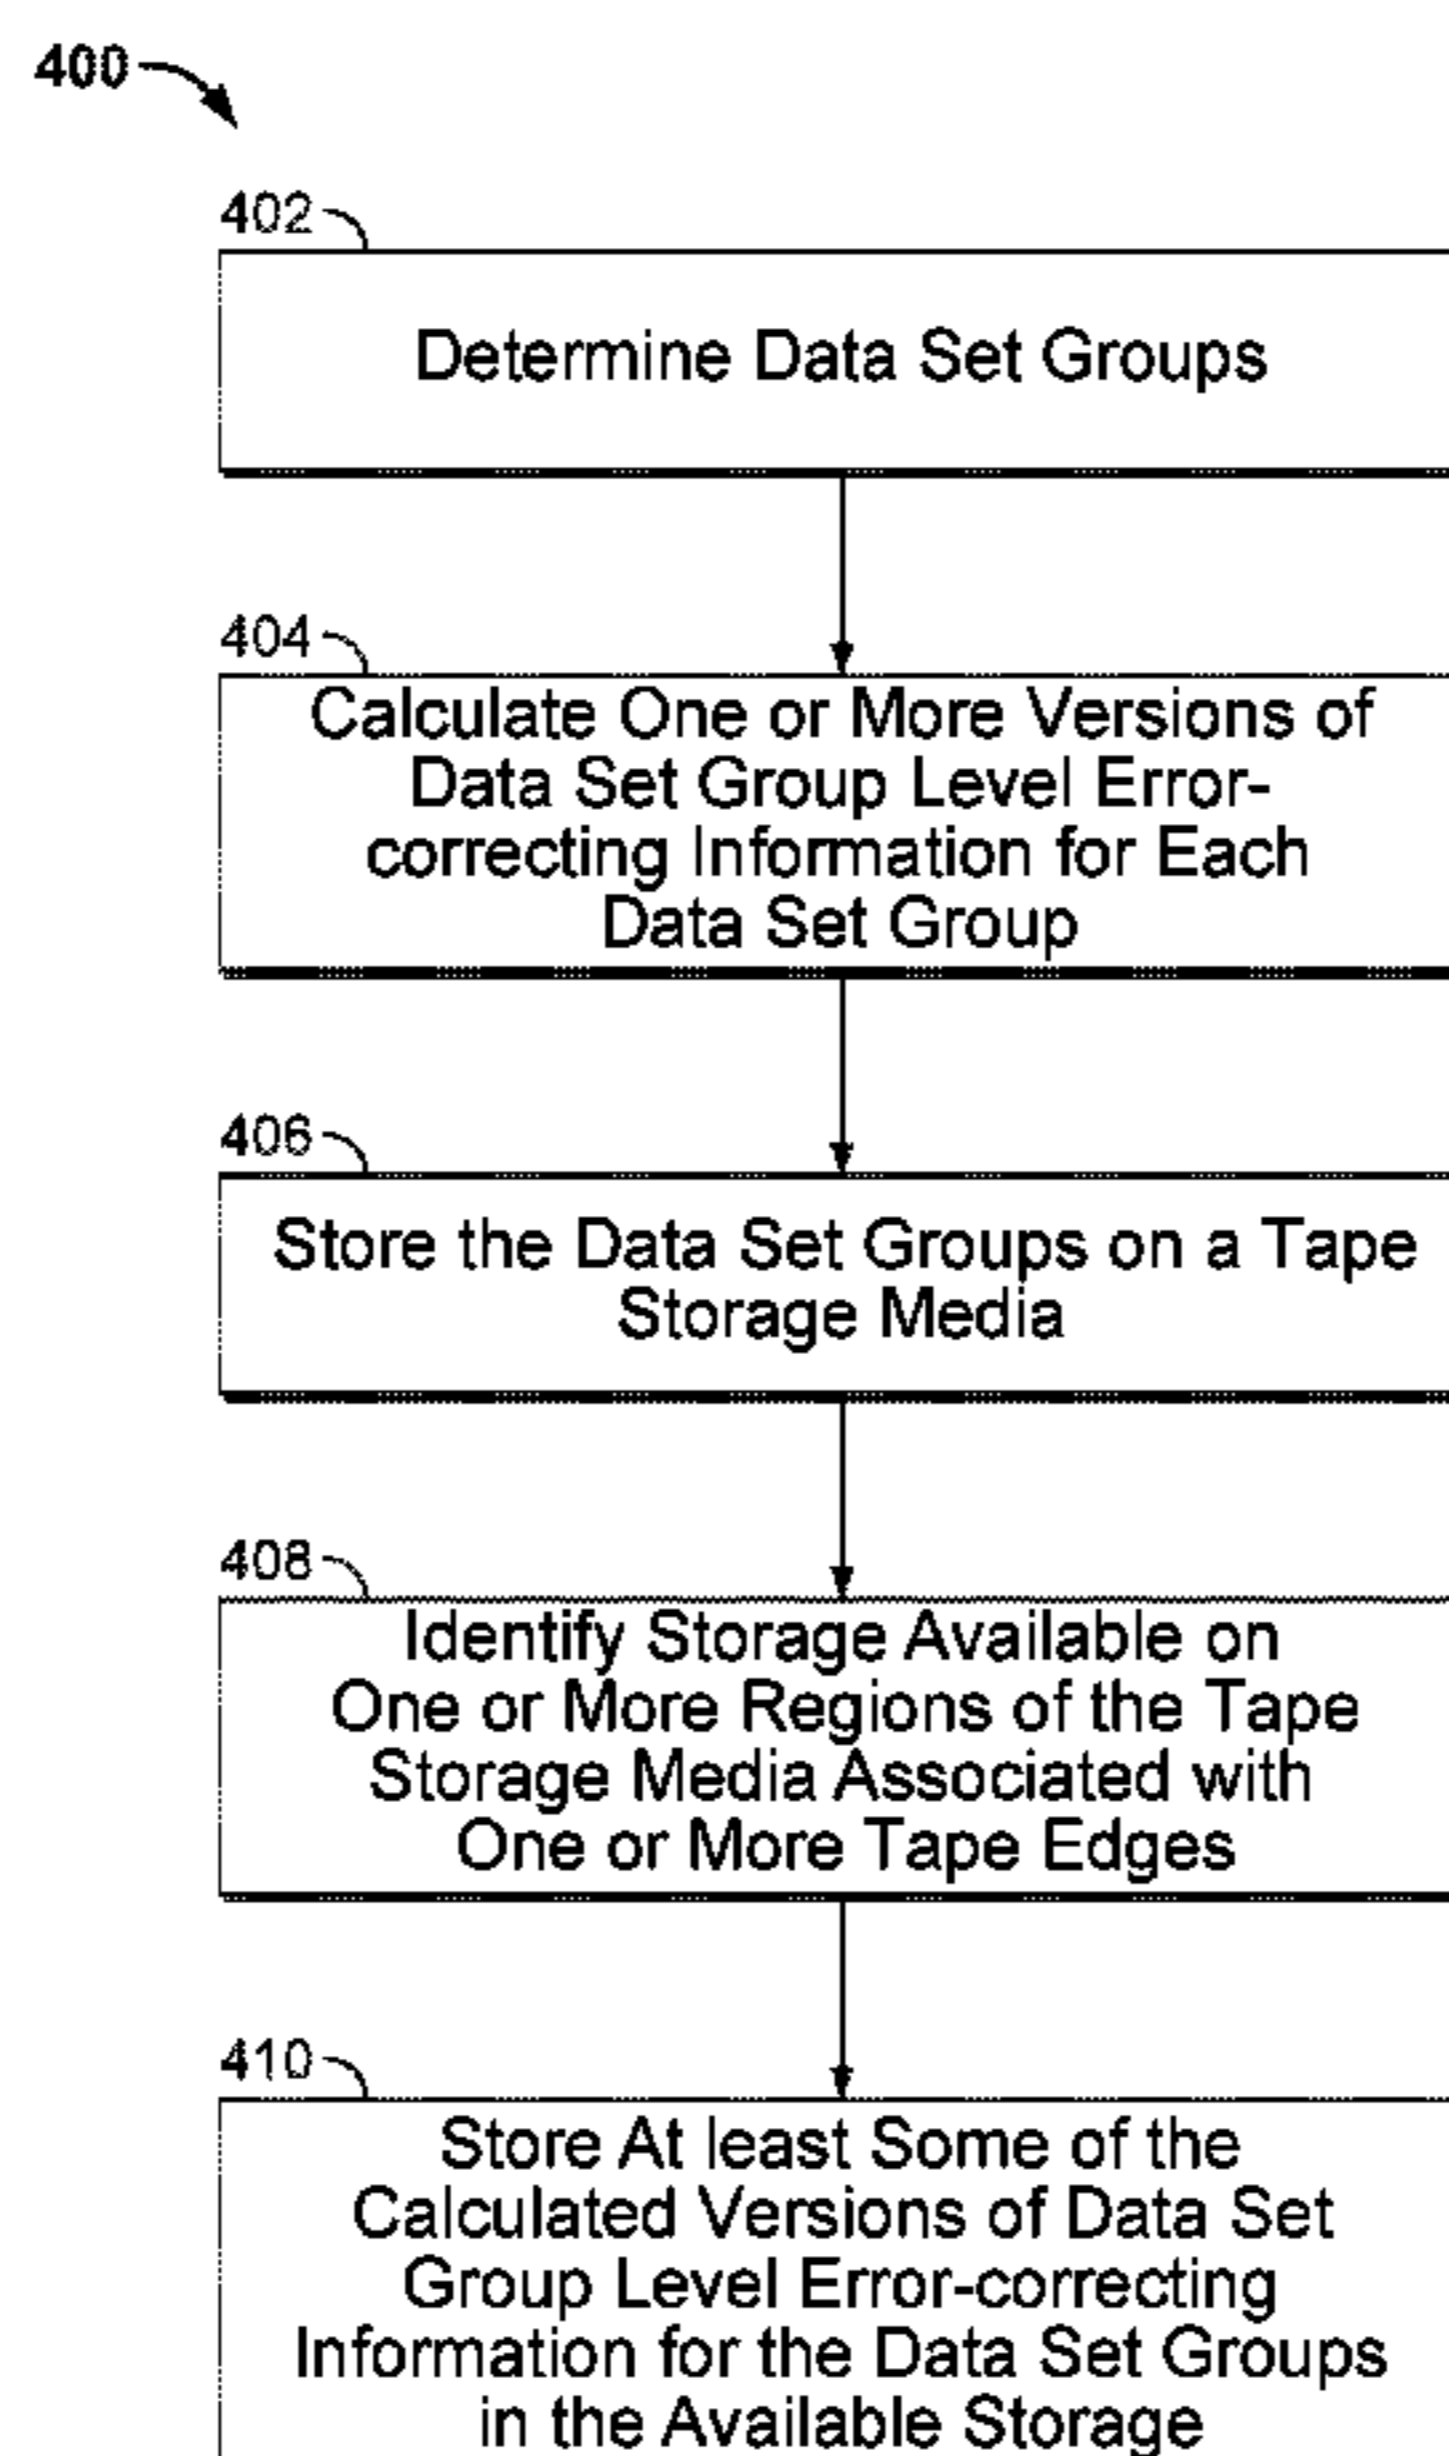 400
402
Determine Data Set Groups
404
Calculate One or More Versions of
Data Set Group Level Error-
correcting Information for Each
Data Set Group
406
Store the Data Set Groups on a Tape
Storage Media
408
Identify Storage Available on
One or More Regions of the Tape
Storage Media Associated with
One or More Tape Edges
410
Store At least Some of the
Calculated Versions of Data Set
Group Level Error-correcting
Information for the Data Set Groups
in the Available Storage